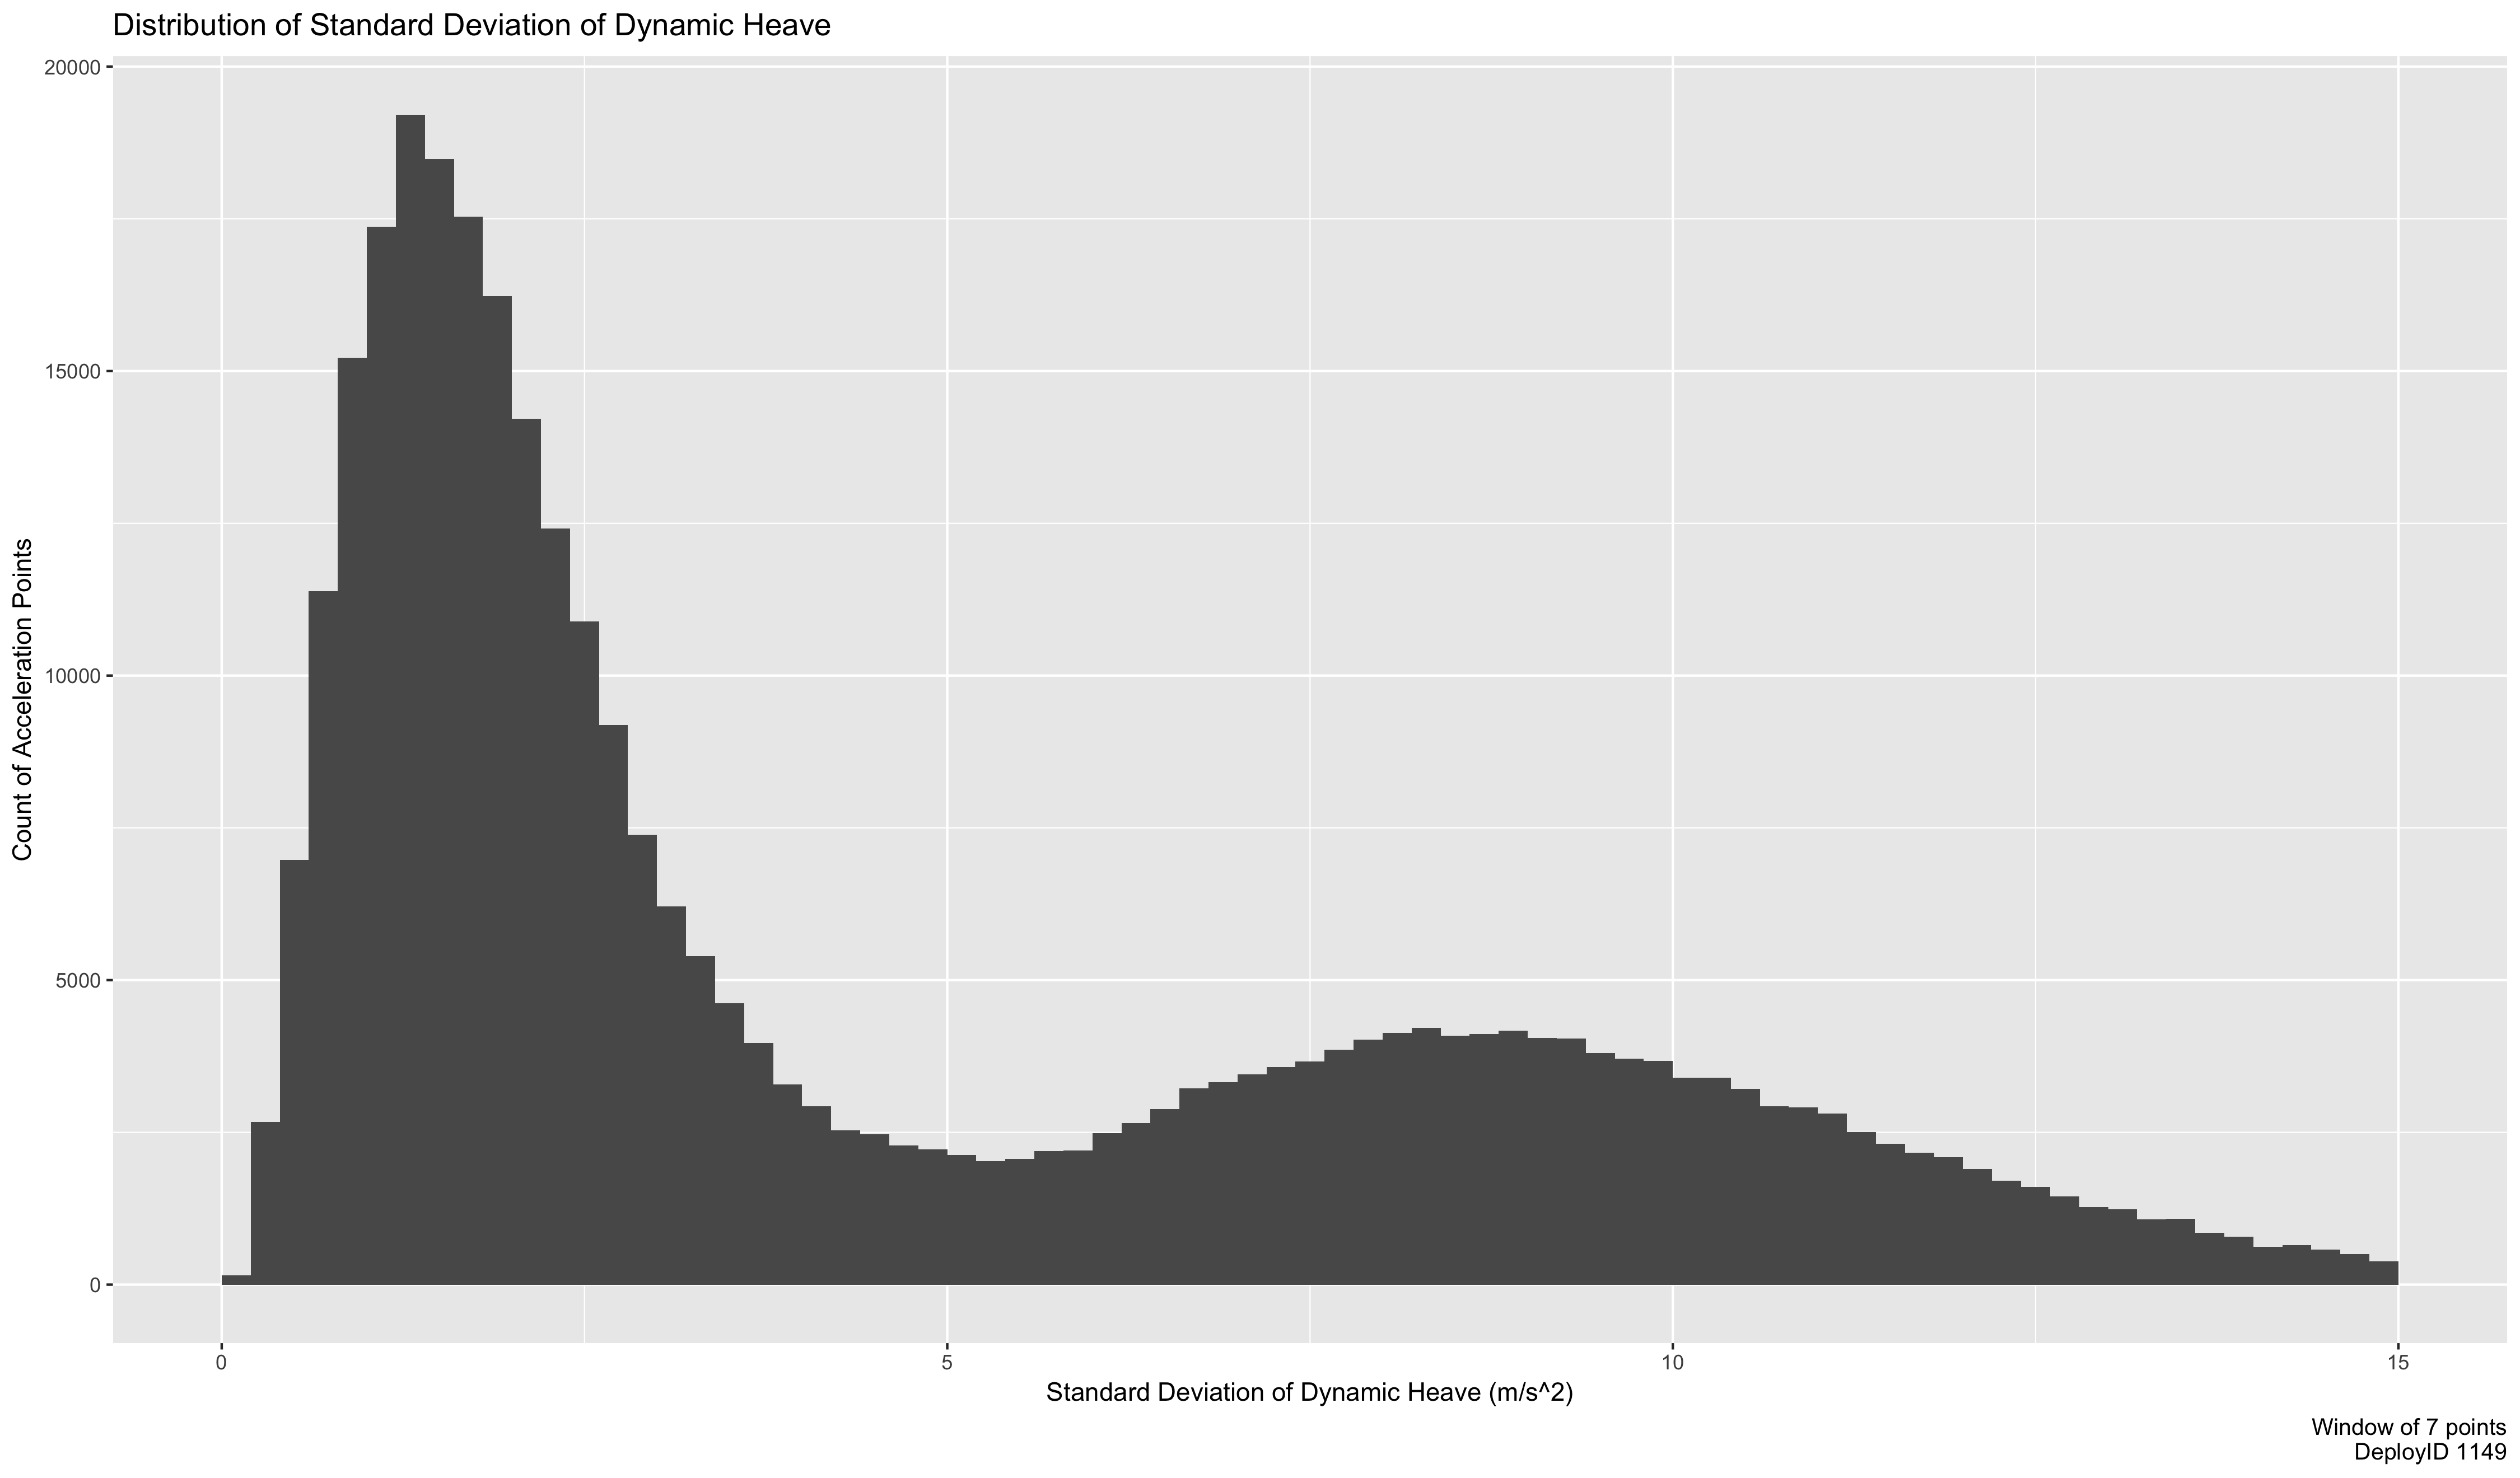 Distribution of Standard Deviation of Dynamic Heave
20000
15000
10000
5000
0
Count of Acceleration Points
0
5
10
15
Standard Deviation of Dynamic Heave (m/s^2)
Window of 7 points
DeployID 1149